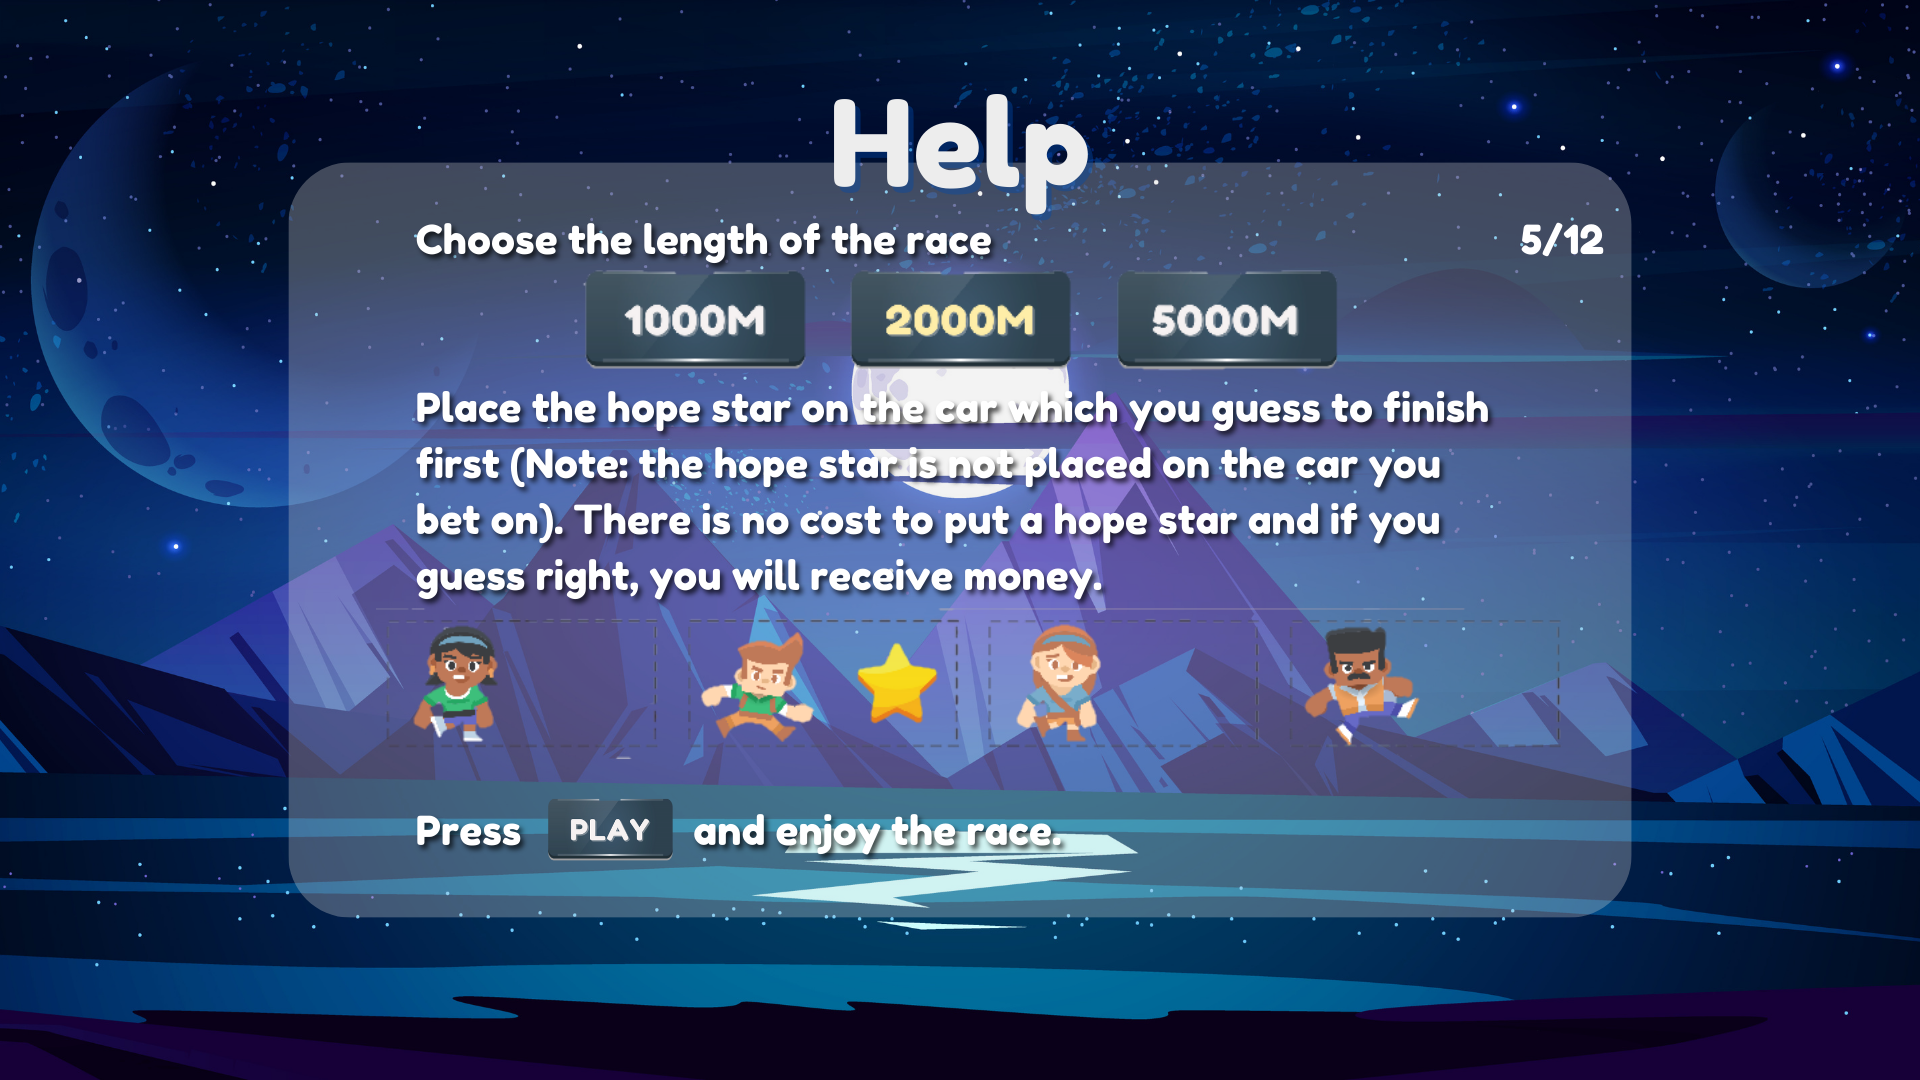 Help
Choose the length of the race
5/12
1000M 2000M 5000M
Place the hope star on the car which you guess to finish
first (Note: the hope star is not placed on the car you
bet on). There is no cost to put a hope star and if you
guess right, you will receive money.
Press PLAY and enjoy the race.